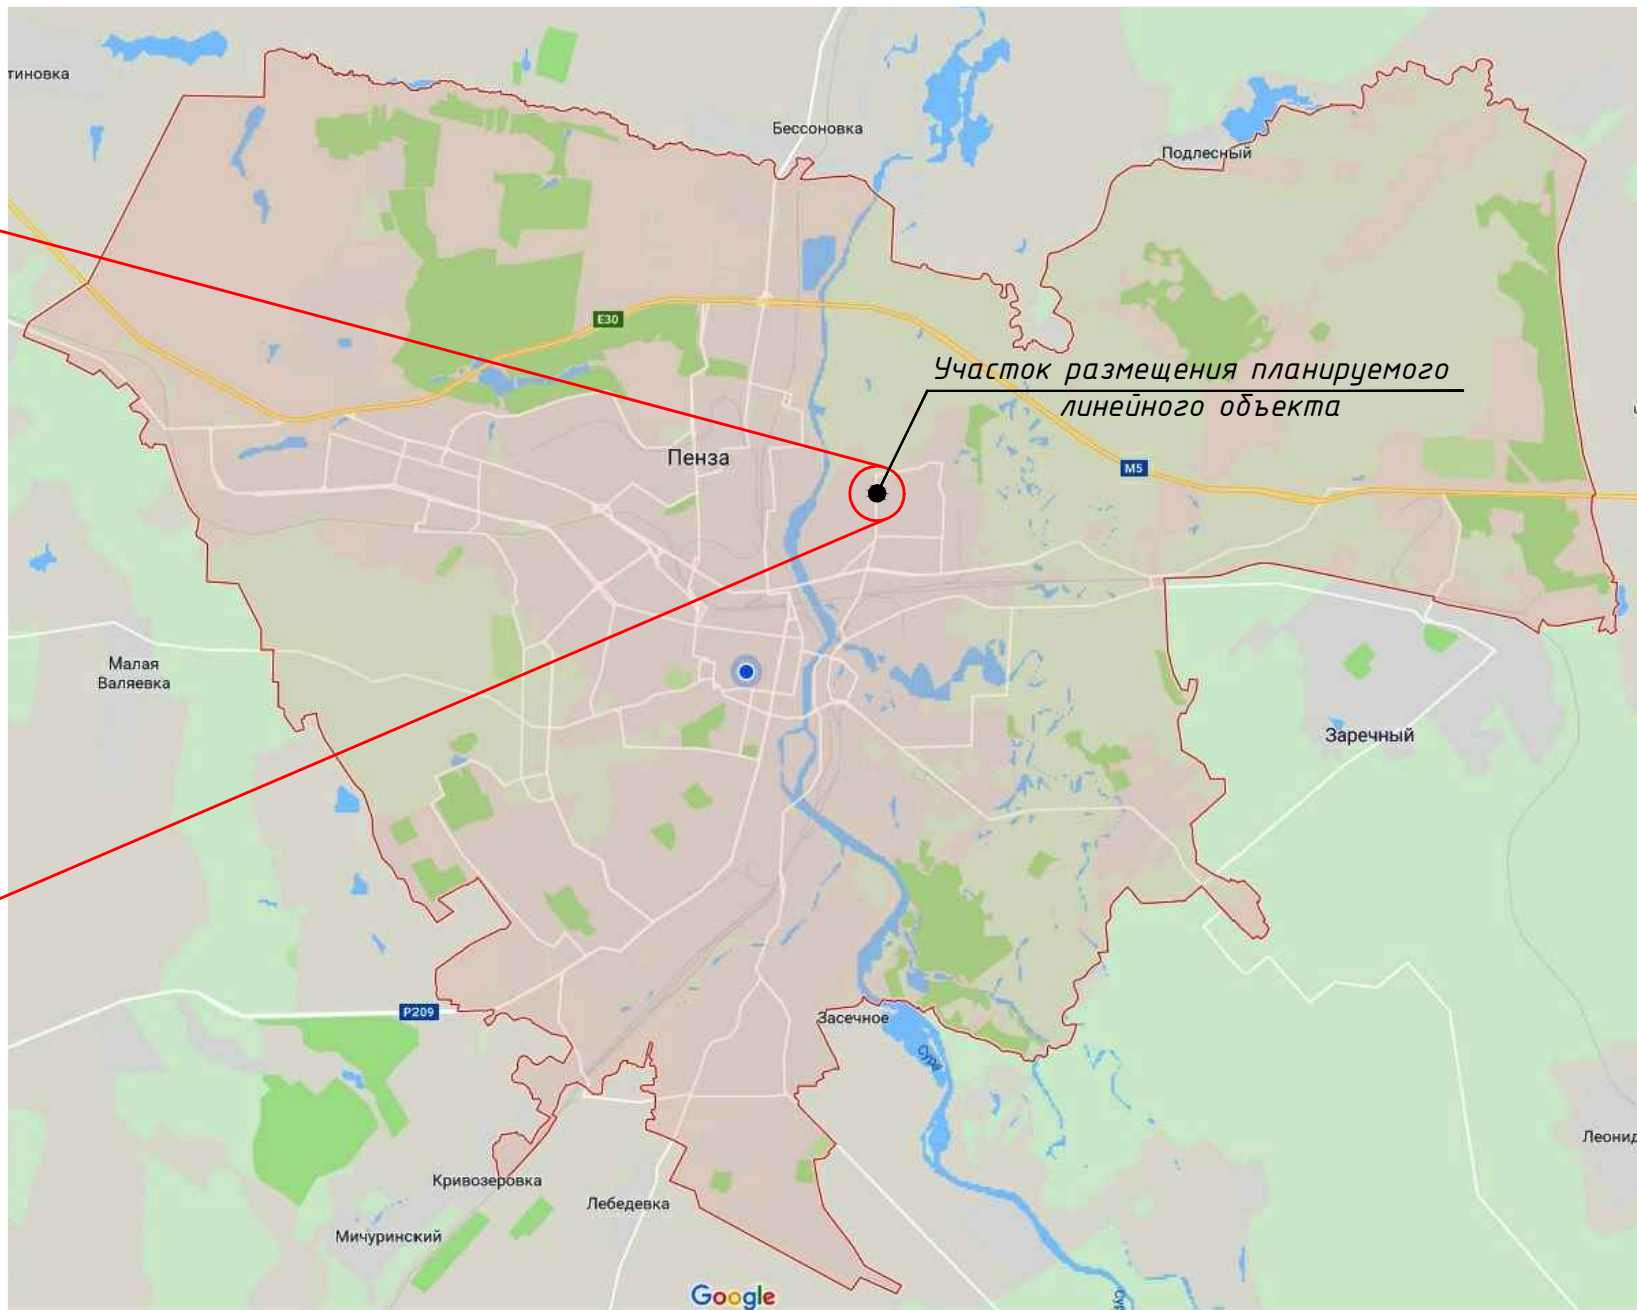 тиновка
Бессоновка
Подлесный
E30
Участок размещения планируемого
линейного объекта
Пенза
M5
Малая
Валяевка
Заречный
P209
Засечное
Сура
Леонид
Кривозеровка
Лебедевка
Мичуринский
Google
Сур